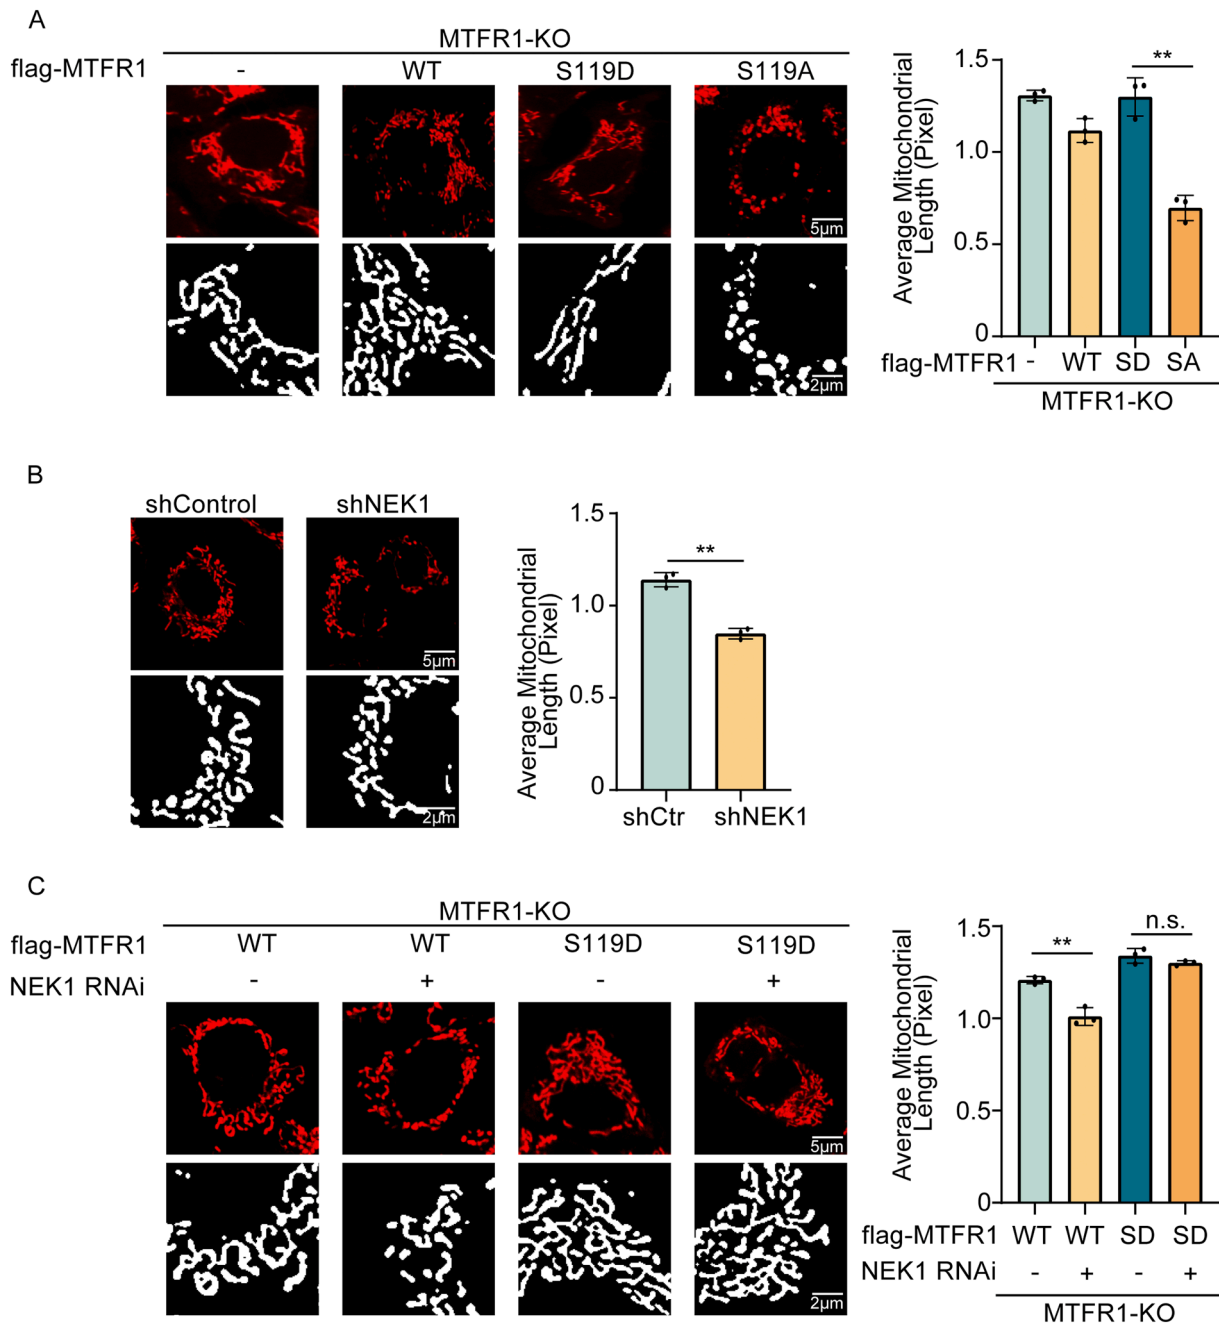 A
MTFR1-KO
flag-MTFR1 - WT S119D S119A
5μm
2μm
Average Mitochondrial
Length (Pixel)
1.5
1.0
0.5
0
**
flag-MTFR1 - WT SD SA
MTFR1-KO
B
shControl shNEK1
5μm
2μm
Average Mitochondrial
Length (Pixel)
1.5
1.0
0.5
0
**
shCtr shNEK1
C
MTFR1-KO
flag-MTFR1 WT WT S119D S119D
NEK1 RNAi - + - +
5μm
2μm
Average Mitochondrial
Length (Pixel)
1.5
1.0
0.5
0
** n.s.
flag-MTFR1 WT WT SD SD
NEK1 RNAi - + - +
MTFR1-KO